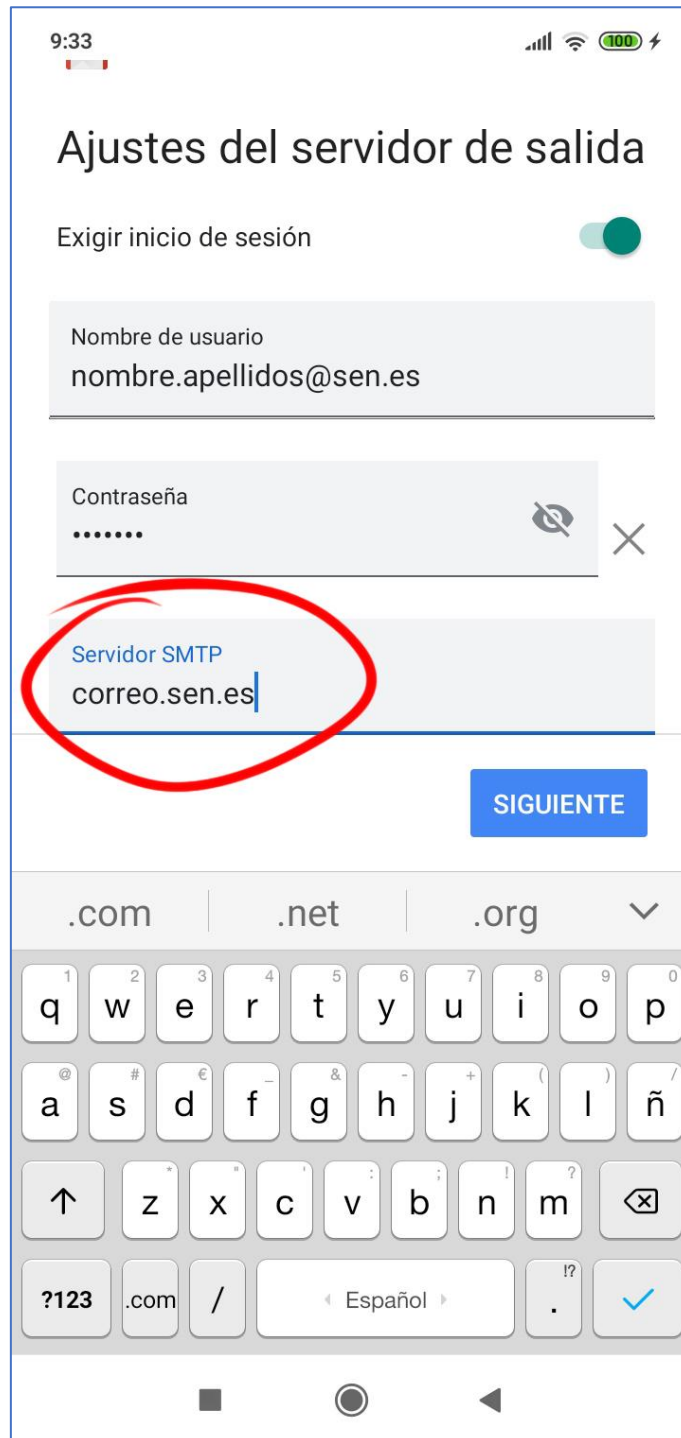 9:33
100
Ajustes del servidor de salida
Exigir inicio de sesión
Nombre de usuario
nombre.apellidos@sen.es
Contraseña
•••••••
Servidor SMTP
correo.sen.es
SIGUIENTE
.com .net .org
1 2 3 4 5 6 7 8 9 0
q w e r t y u i o p
@ # € _ & - + ( ) /
a s d f g h j k l ñ
* " ' : ; ! ?
z x c v b n m
!?
?123 .com / Español .